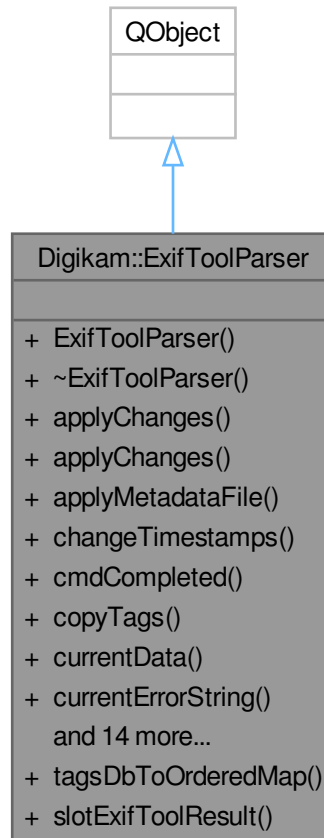 QObject
Digikam::ExifToolParser
+ ExifToolParser()
+ ~ExifToolParser()
+ applyChanges()
+ applyChanges()
+ applyMetadataFile()
+ changeTimestamps()
+ cmdCompleted()
+ copyTags()
+ currentData()
+ currentErrorString()
and 14 more...
+ tagsDbToOrderedMap()
+ slotExifToolResult()